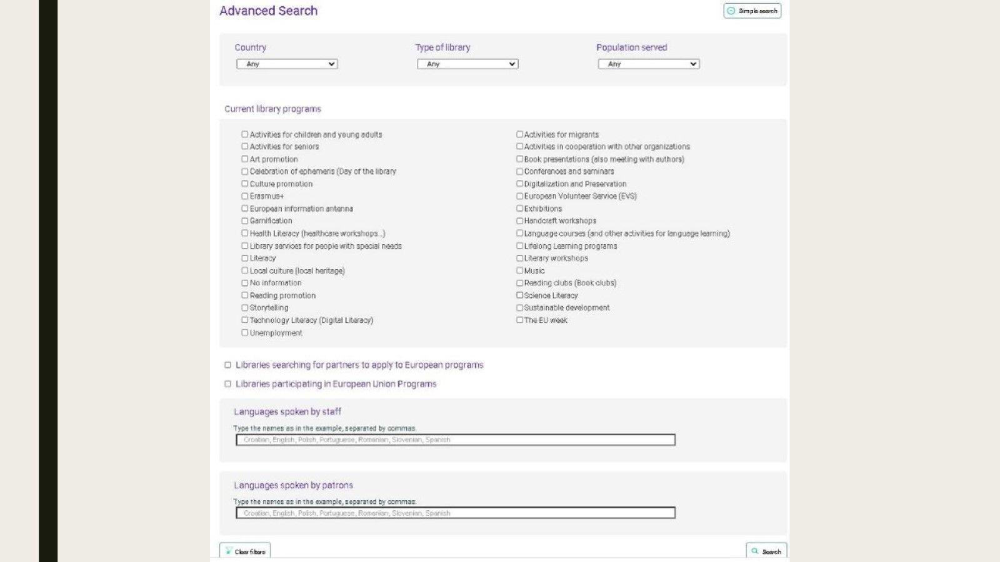 Advanced Search
Simple search
Country
Type of library
Population served
Any
Any
Any
Current library programs
Activities for children and young adults
Activities for migrants
Activities for seniors
Activities in cooperation with other organizations
Art promotion
Book presentations (also meeting with authors)
Celebration of ephemeris (Day of the library
Conferences and seminars
Culture promotion
Digitalization and Preservation
Erasmus+
European Volunteer Service (EVS)
European information antenna
Exhibitions
Gamification
Handcraft workshops
Health Literacy (healthcare workshops..)
Language courses (and other activities for language learning)
Library services for people with special needs
Lifelong Learning programs
Literacy
Literary workshops
Local culture (local heritage)
Music
No information
Reading clubs (Book clubs)
Reading promotion
Science Literacy
Storytelling
Sustainable development
Technology Literacy (Digital Literacy)
The EU week
Unemployment
Libraries searching for partners to apply to European programs
Libraries participating in European Union Programs
Languages spoken by staff
Type the names as in the example, separated by commas.
Croatian, English, Polish, Portuguese, Romanian, Slovenian, Spanish
Languages spoken by patrons
Type the names as in the example, separated by commas.
Croatian, English, Polish, Portuguese, Romanian, Slovenian, Spanish
Clear filters
Search